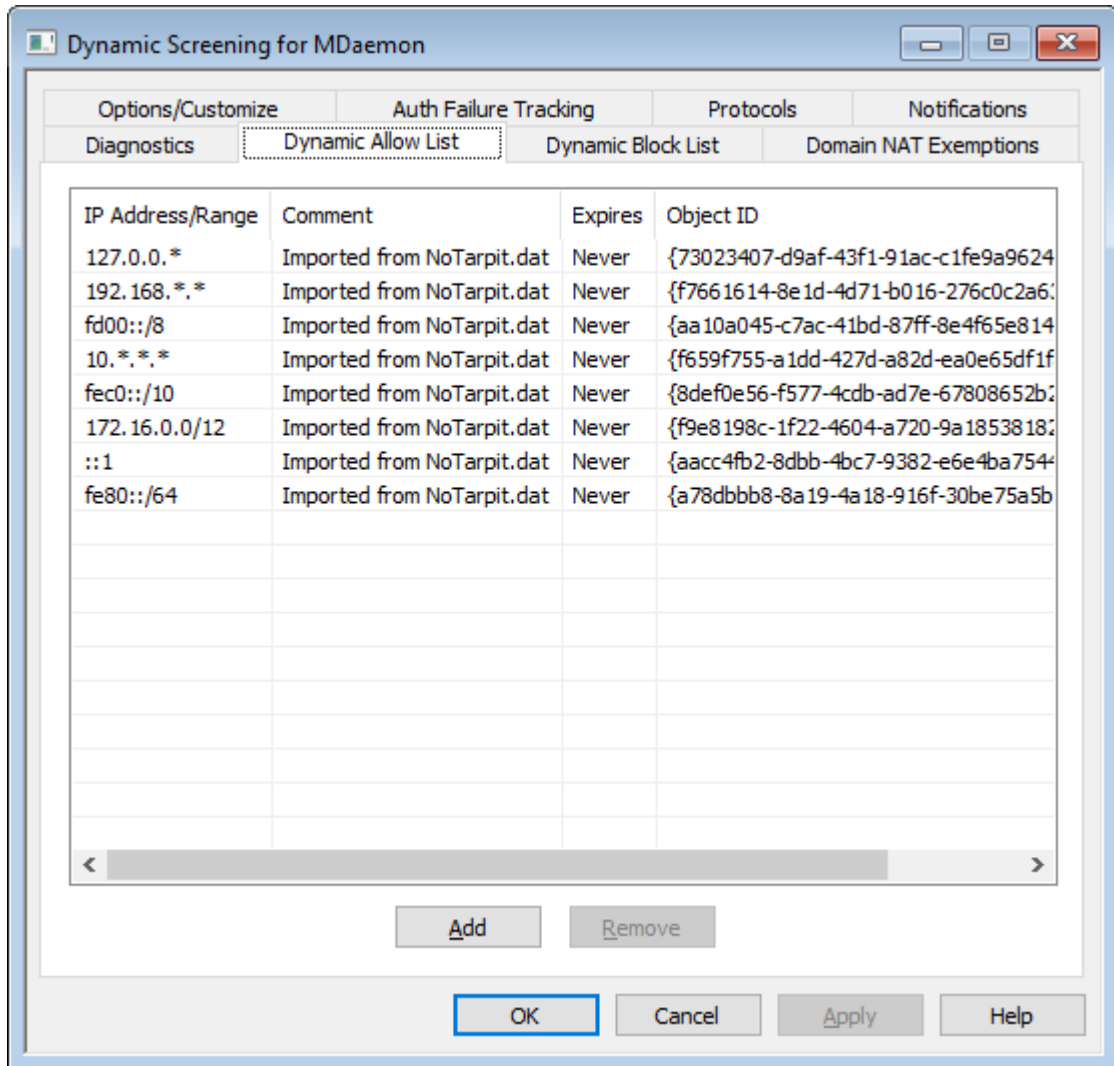 Dynamic Screening for MDaemon
Options/Customize Auth Failure Tracking Protocols Notifications
Diagnostics Dynamic Allow List Dynamic Block List Domain NAT Exemptions
IP Address/Range Comment Expires Object ID
127.0.0.* Imported from NoTarpit.dat Never {73023407-d9af-43f1-91ac-c1fe9a9624
192.168.*.* Imported from NoTarpit.dat Never {f7661614-8e1d-4d71-b016-276c0c2a63
fd00::/8 Imported from NoTarpit.dat Never {aa10a045-c7ac-41bd-87ff-8e4f65e814
10.*.*.* Imported from NoTarpit.dat Never {f659f755-a1dd-427d-a82d-ea0e65df1f
fec0::/10 Imported from NoTarpit.dat Never {8def0e56-f577-4cdb-ad7e-67808652b2
172.16.0.0/12 Imported from NoTarpit.dat Never {f9e8198c-1f22-4604-a720-9a18538182
::1 Imported from NoTarpit.dat Never {aacc4fb2-8dbb-4bc7-9382-e6e4ba7544
fe80::/64 Imported from NoTarpit.dat Never {a78dbbb8-8a19-4a18-916f-30be75a5b
Add Remove
OK Cancel Apply Help